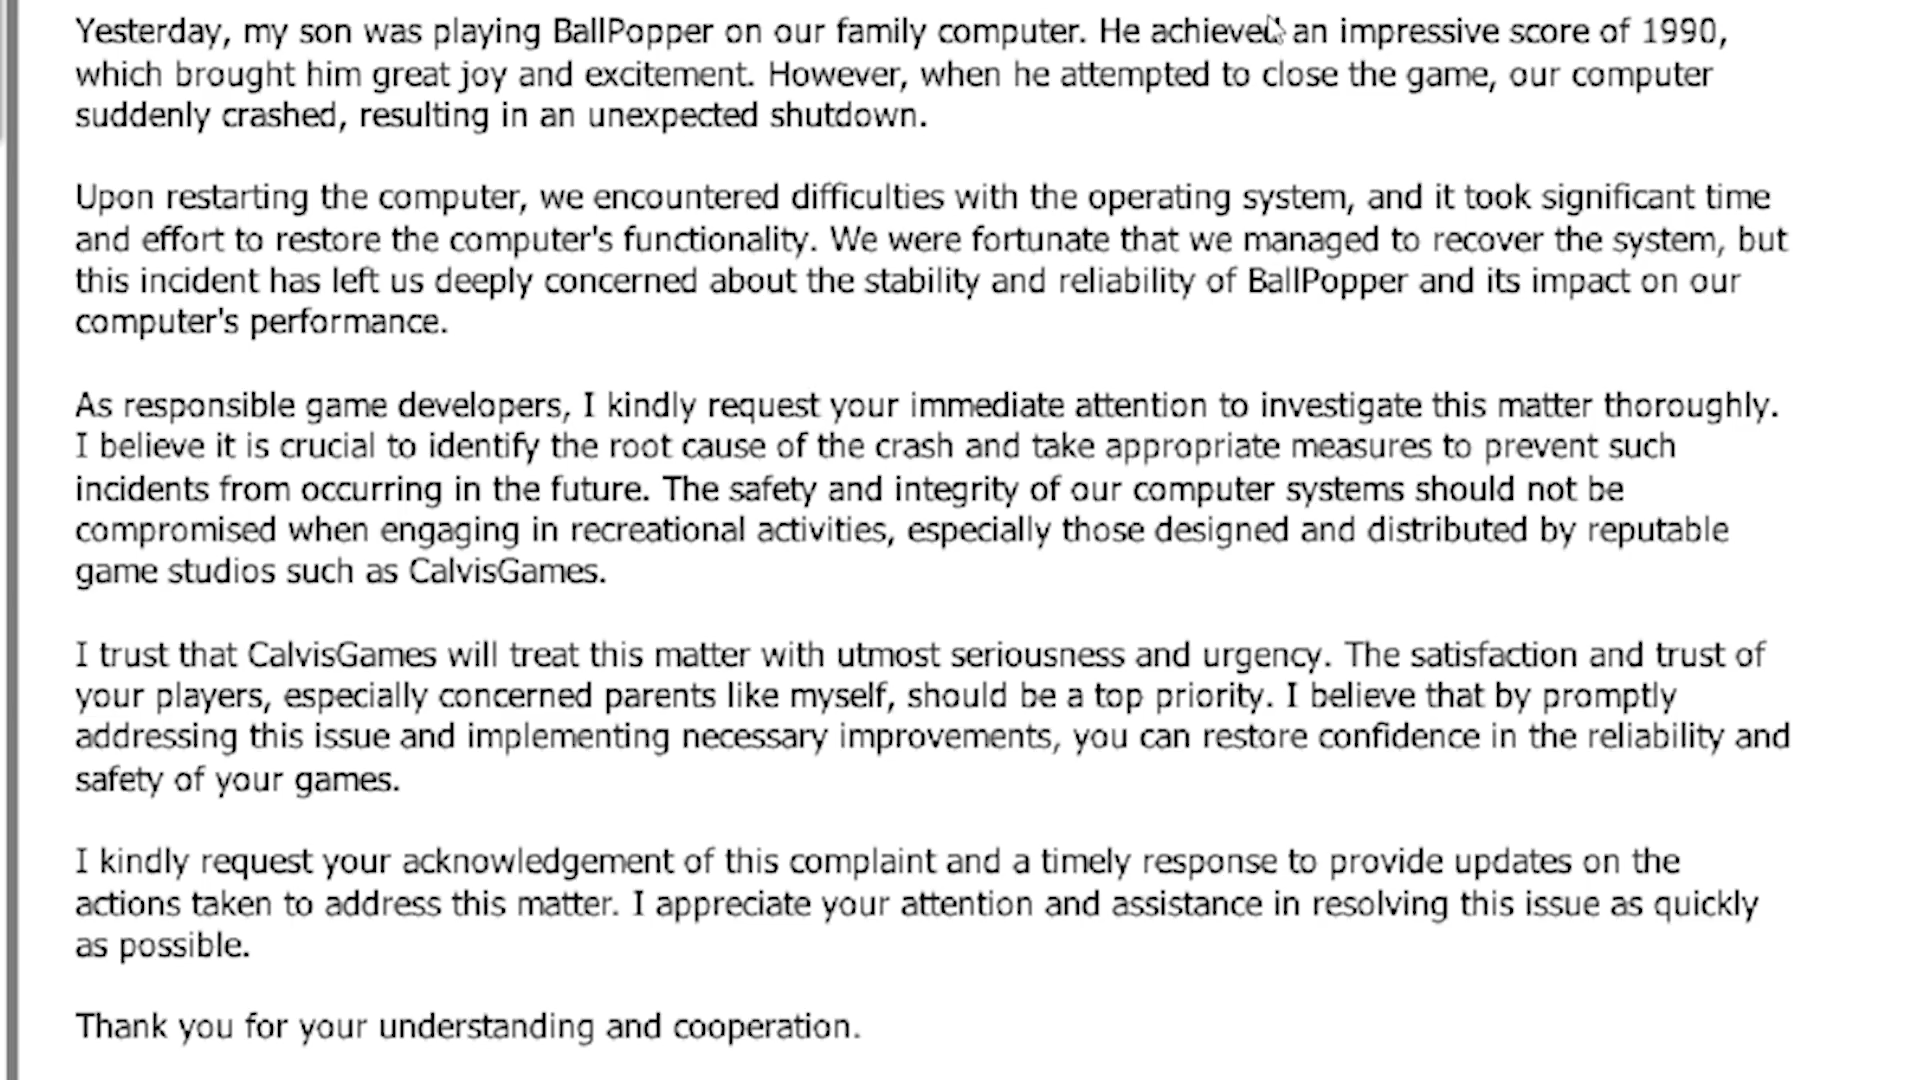 Yesterday, my son was playing BallPopper on our family computer. He achieved an impressive score of 1990,
which brought him great joy and excitement. However, when he attempted to close the game, our computer
suddenly crashed, resulting in an unexpected shutdown.
Upon restarting the computer, we encountered difficulties with the operating system, and it took significant time
and effort to restore the computer's functionality. We were fortunate that we managed to recover the system, but
this incident has left us deeply concerned about the stability and reliability of BallPopper and its impact on our
computer's performance.
As responsible game developers, I kindly request your immediate attention to investigate this matter thoroughly.
I believe it is crucial to identify the root cause of the crash and take appropriate measures to prevent such
incidents from occurring in the future. The safety and integrity of our computer systems should not be
compromised when engaging in recreational activities, especially those designed and distributed by reputable
game studios such as CalvisGames.
I trust that CalvisGames will treat this matter with utmost seriousness and urgency. The satisfaction and trust of
your players, especially concerned parents like myself, should be a top priority. I believe that by promptly
addressing this issue and implementing necessary improvements, you can restore confidence in the reliability and
safety of your games.
I kindly request your acknowledgement of this complaint and a timely response to provide updates on the
actions taken to address this matter. I appreciate your attention and assistance in resolving this issue as quickly
as possible.
Thank you for your understanding and cooperation.